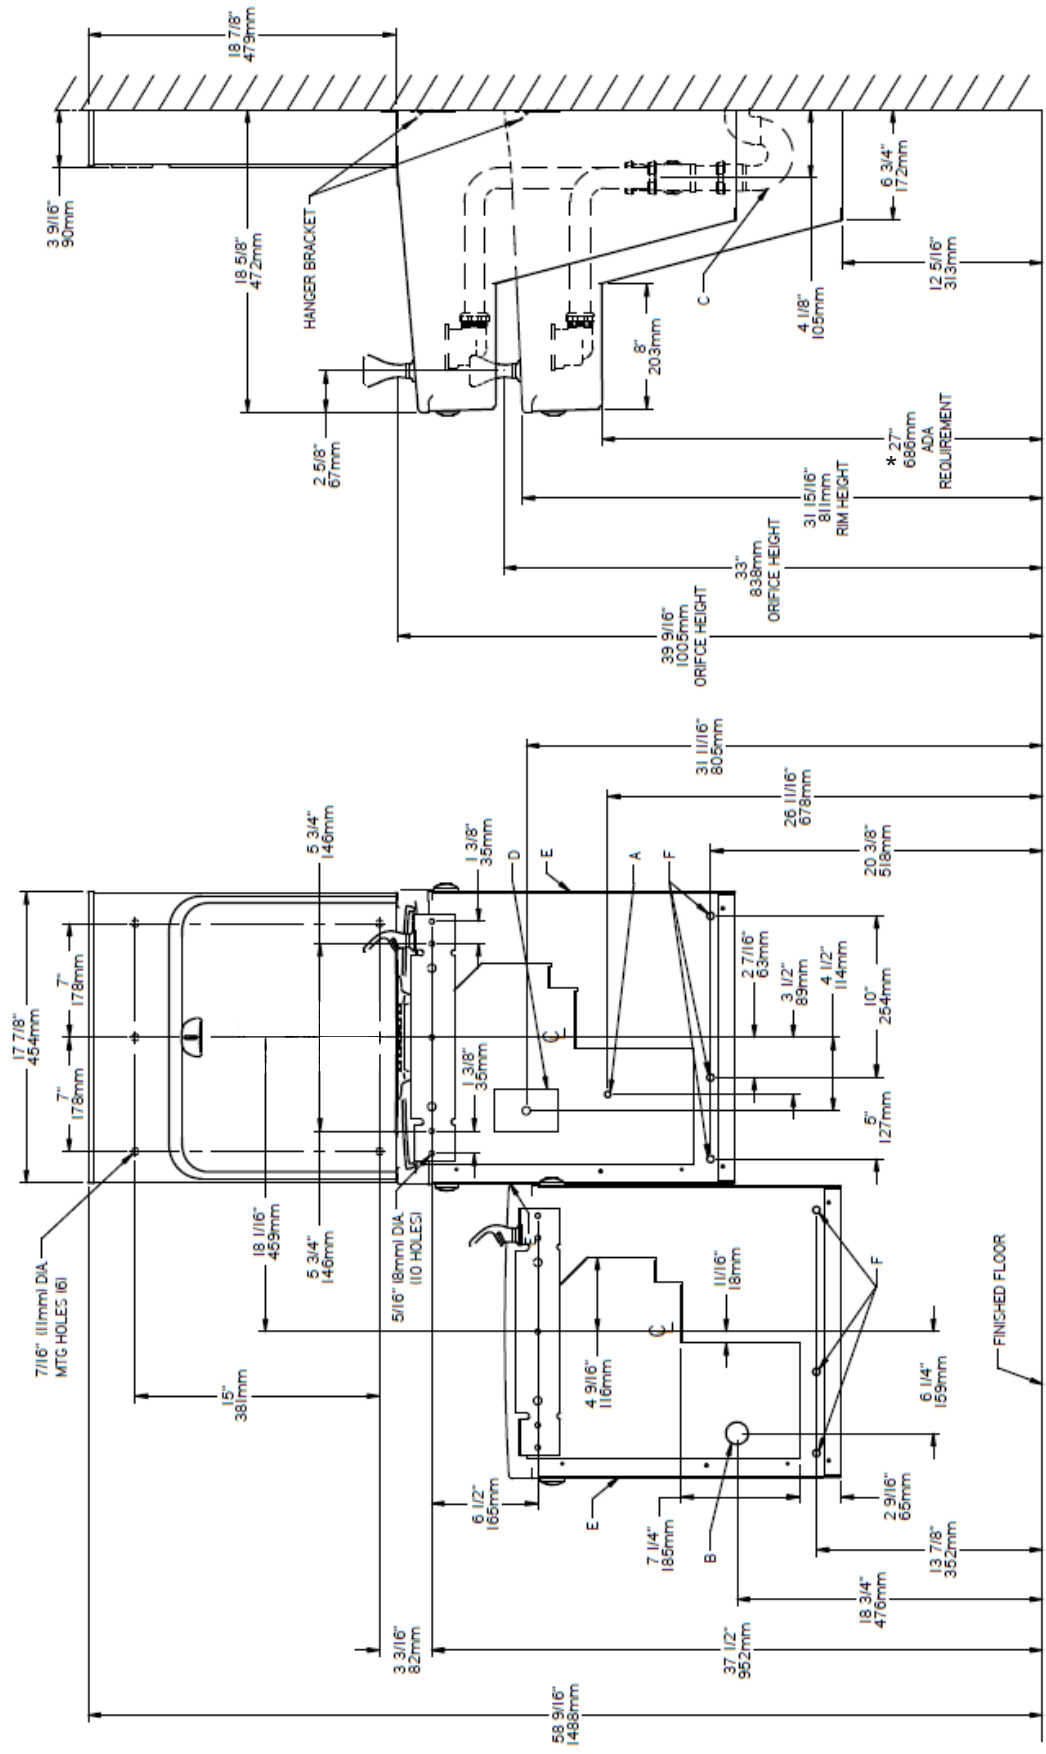 18 7/8"
479mm
3 9/16"
90mm
18 5/8"
472mm
HANGER BRACKET
2 5/8"
67mm
8"
203mm
C
4 1/8"
105mm
6 3/4"
172mm
12 5/16"
313mm
* 27"
686mm
ADA
REQUIREMENT
31 15/16"
811mm
RIM HEIGHT
33"
838mm
ORIFICE HEIGHT
39 9/16"
1005mm
ORIFCE HEIGHT
17 7/8"
454mm
7"
178mm
7"
178mm
5 3/4"
146mm
1 3/8"
35mm
D
E
A
F
31 11/16"
805mm
26 11/16"
678mm
20 3/8"
518mm
2 7/16"
63mm
3 1/2"
89mm
4 1/2"
114mm
10"
254mm
5"
127mm
CL
1 3/8"
35mm
7/16" (11mm) DIA.
MTG HOLES (6)
18 1/16"
459mm
5 3/4"
146mm
5/16" (8mm) DIA.
(10 HOLES)
15"
381mm
E
4 9/16"
116mm
CL
11/16"
18mm
F
6 1/4"
159mm
FINISHED FLOOR
6 1/2"
165mm
E
7 1/4"
185mm
B
2 9/16"
65mm
13 7/8"
352mm
18 3/4"
476mm
3 3/16"
82mm
37 1/2"
952mm
58 9/16"
1488mm